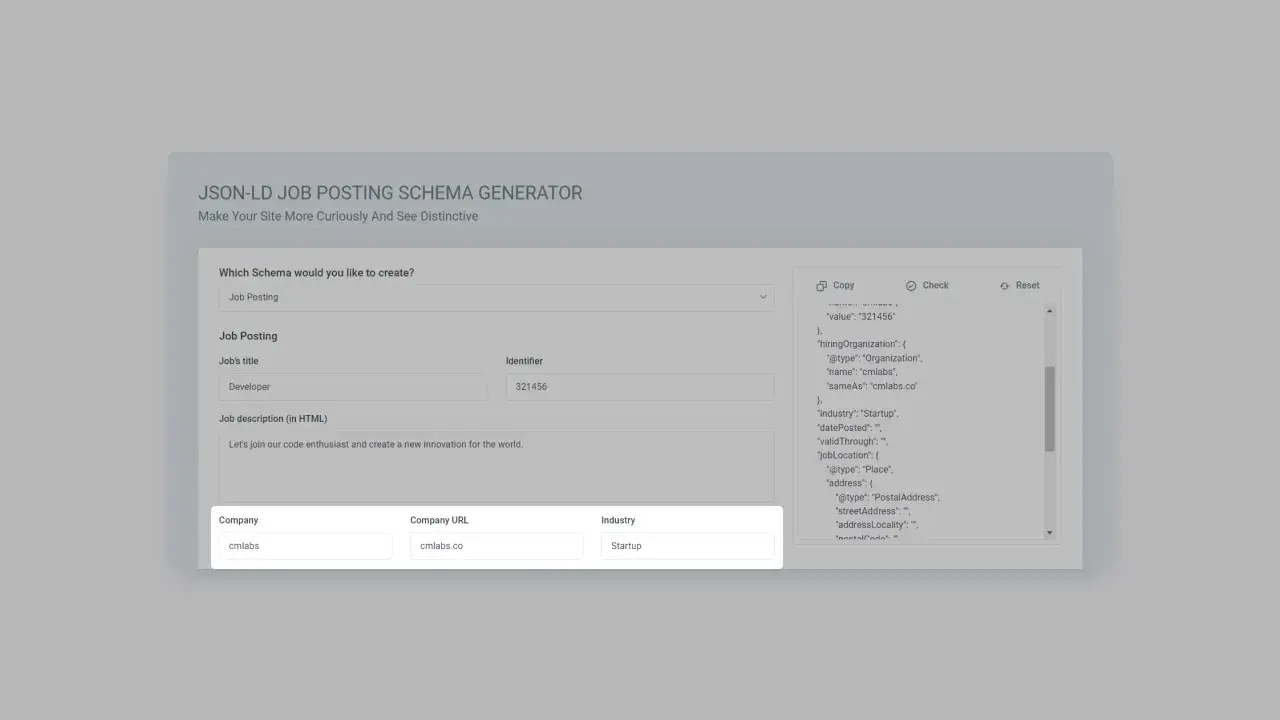 JSON-LD JOB POSTING SCHEMA GENERATOR
Make Your Site More Curiously And See Distinctive
Which Schema would you like to create?
Job Posting
Job Posting
Job's title
Identifier
Developer
321456
Job description (in HTML)
Let's join our code enthusiast and create a new innovation for the world.
Company
Company URL
Industry
cmlabs
cmlabs.co
Startup
Copy
Check
Reset
"value": "321456"
},
"hiringOrganization": {
"@type": "Organization",
"name": "cmlabs",
"sameAs": "cmlabs.co"
},
"industry": "Startup",
"datePosted": "",
"validThrough": "",
"jobLocation": {
"@type": "Place",
"address": {
"@type": "PostalAddress",
"streetAddress": "",
"addressLocality": "",
"postalCode": ""